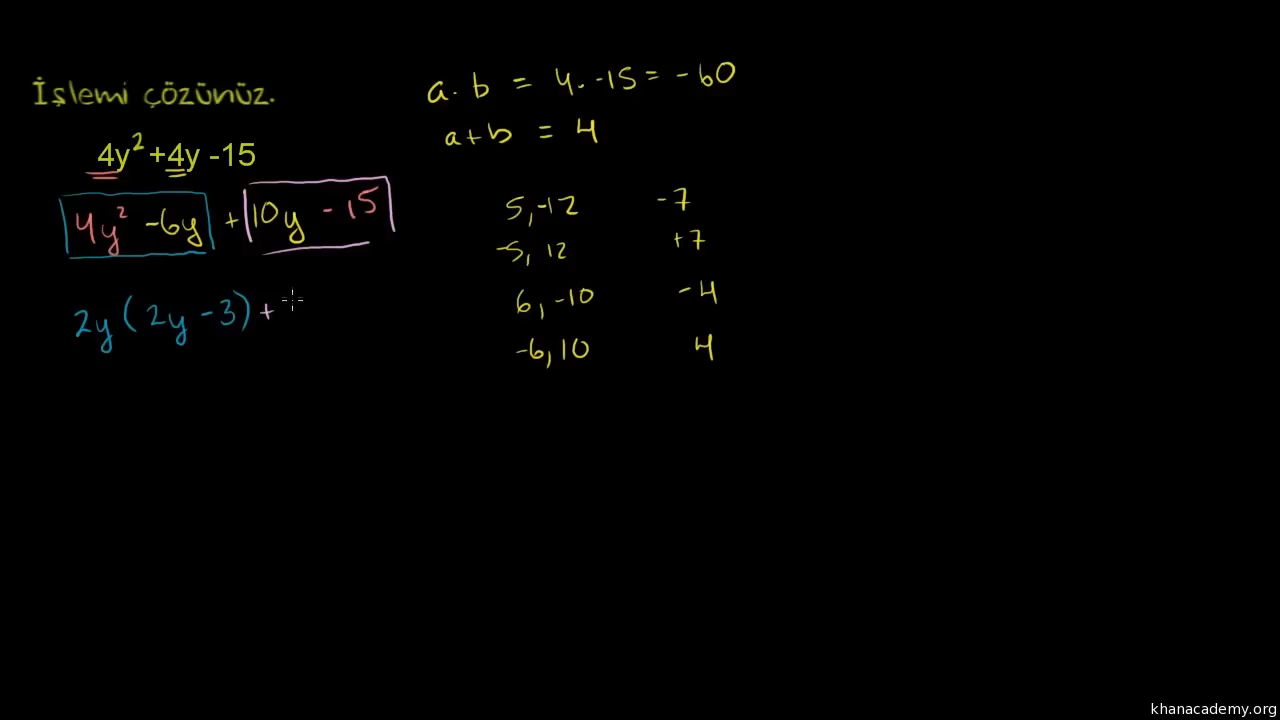 İşlemi çözünüz.
4y² +4y -15
4y² -6y + 10y - 15
2y ( 2y - 3 ) +
a . b = 4 . -15 = - 60
a + b = 4
5, -12 -7
-5, 12 +7
6, -10 -4
-6, 10 4
khanacademy.org